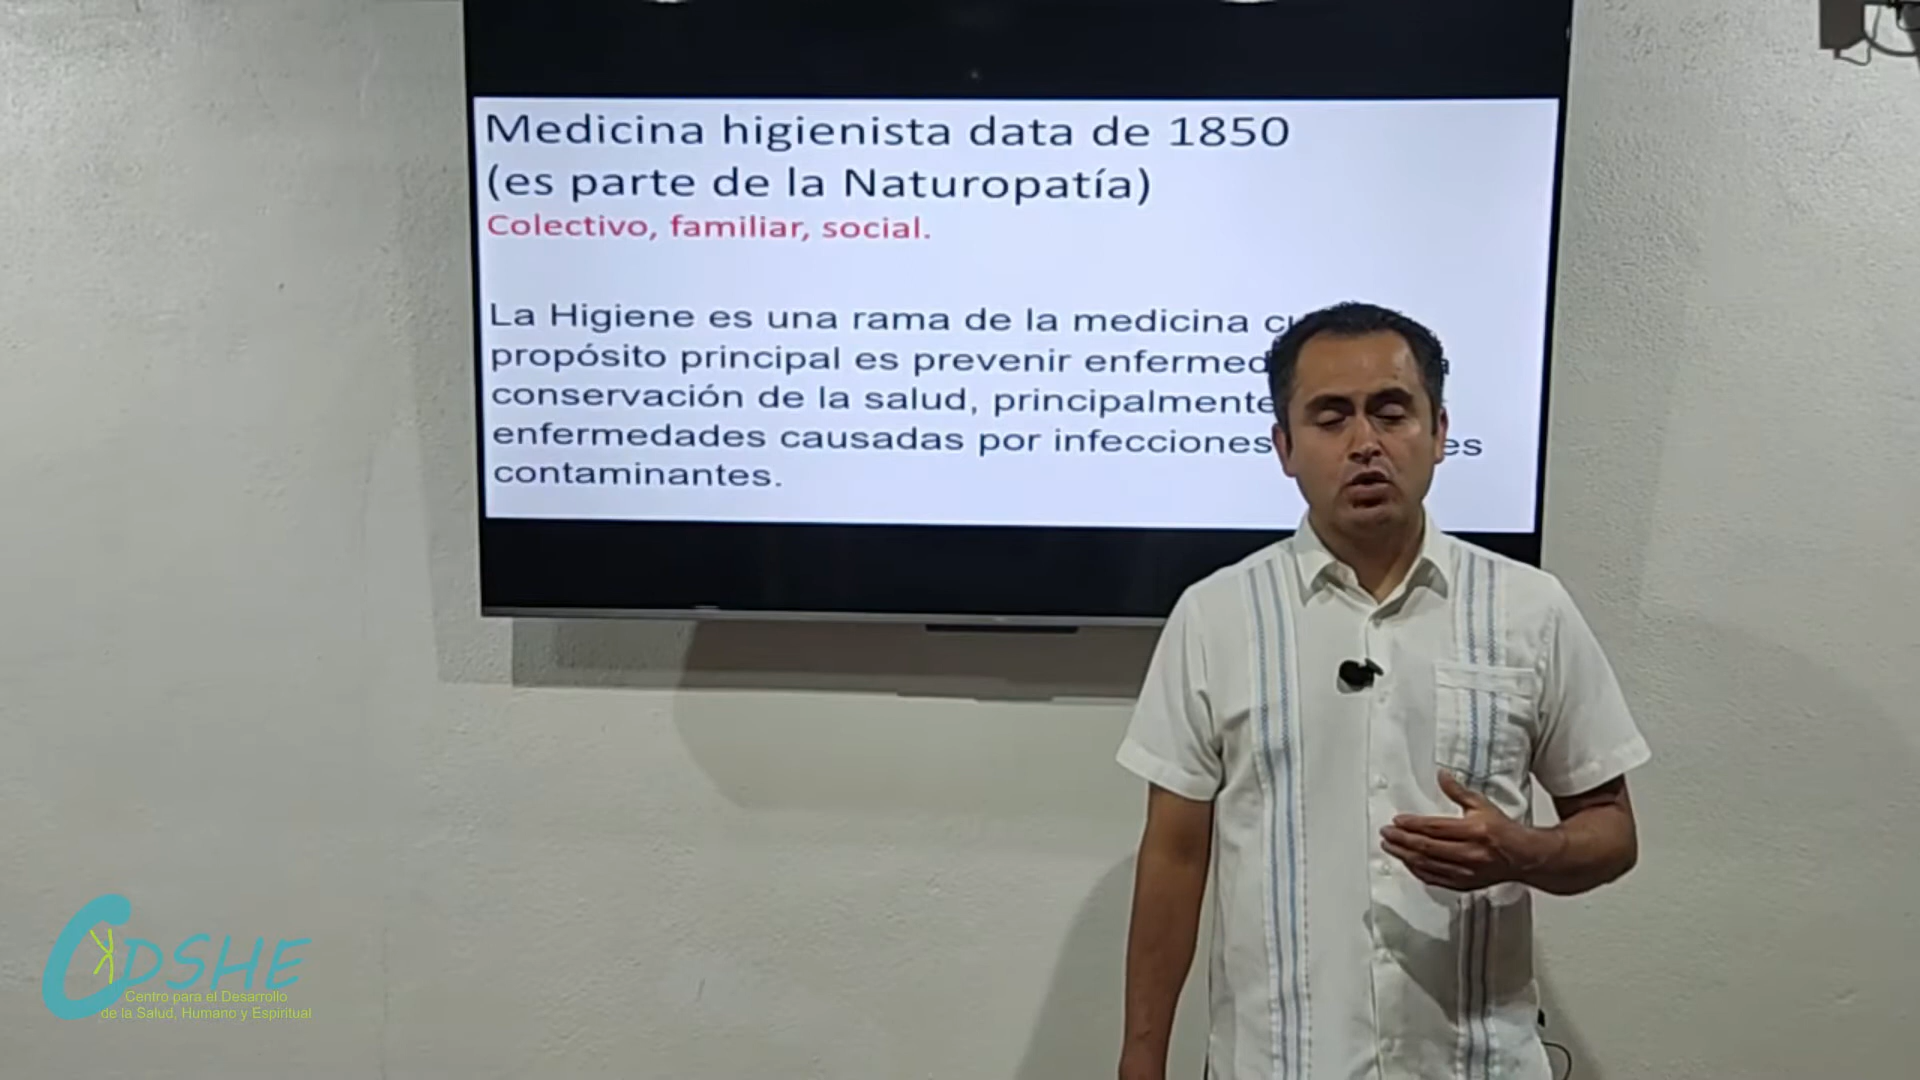 Medicina higienista data de 1850
(es parte de la Naturopatía)
Colectivo, familiar, social.
La Higiene es una rama de la medicina
propósito principal es prevenir
conservación de la salud, principalmente
enfermedades causadas por infecciones
contaminantes.
CDSHE
Centro para el Desarrollo
de la Salud, Humano y Espiritual